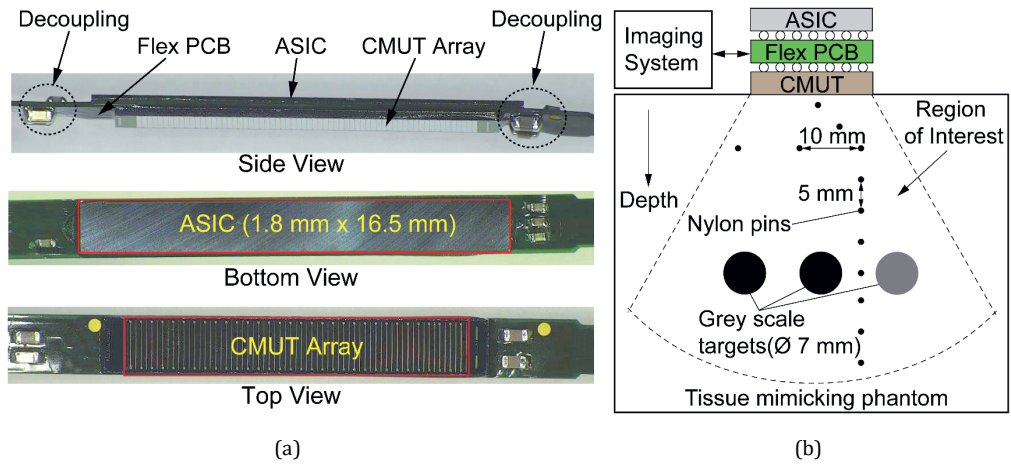 Decoupling
Flex PCB
ASIC
CMUT Array
Decoupling
Side View
ASIC (1.8 mm x 16.5 mm)
Bottom View
CMUT Array
Top View
(a)
Imaging
System
ASIC
Flex PCB
CMUT
Region
of Interest
10 mm
Depth
5 mm
Nylon pins
Grey scale
targets(Ø 7 mm)
Tissue mimicking phantom
(b)